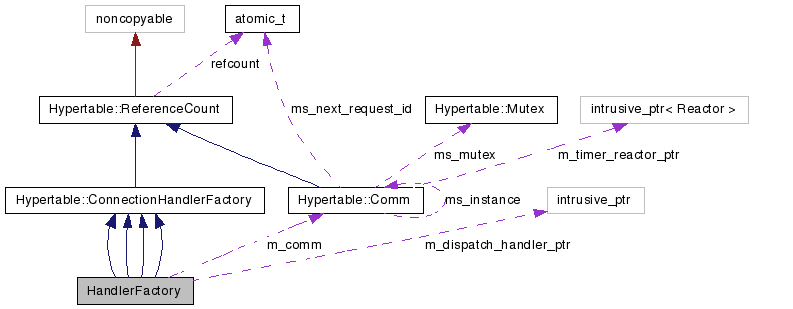 noncopyable
atomic_t
refcount
Hypertable::ReferenceCount
ms_next_request_id
Hypertable::Mutex
intrusive_ptr< Reactor >
ms_mutex
m_timer_reactor_ptr
Hypertable::ConnectionHandlerFactory
Hypertable::Comm
ms_instance
intrusive_ptr
m_comm
m_dispatch_handler_ptr
HandlerFactory